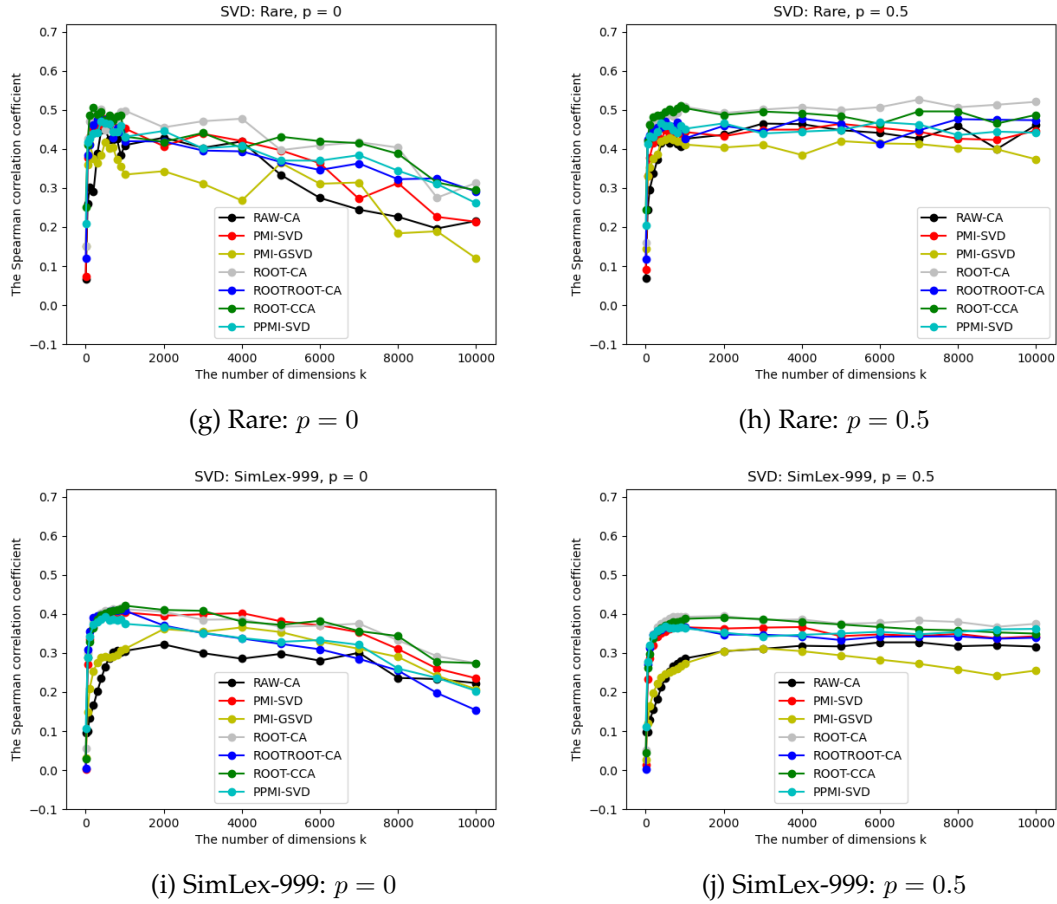 SVD: Rare, p = 0
The Spearman correlation coefficient
0.7
0.6
0.5
0.4
0.3
0.2
0.1
0.0
−0.1
RAW-CA
PMI-SVD
PMI-GSVD
ROOT-CA
ROOTROOT-CA
ROOT-CCA
PPMI-SVD
0 2000 4000 6000 8000 10000
The number of dimensions k
(g) Rare: p = 0
SVD: Rare, p = 0.5
The Spearman correlation coefficient
0.7
0.6
0.5
0.4
0.3
0.2
0.1
0.0
−0.1
RAW-CA
PMI-SVD
PMI-GSVD
ROOT-CA
ROOTROOT-CA
ROOT-CCA
PPMI-SVD
0 2000 4000 6000 8000 10000
The number of dimensions k
(h) Rare: p = 0.5
SVD: SimLex-999, p = 0
The Spearman correlation coefficient
0.7
0.6
0.5
0.4
0.3
0.2
0.1
0.0
−0.1
RAW-CA
PMI-SVD
PMI-GSVD
ROOT-CA
ROOTROOT-CA
ROOT-CCA
PPMI-SVD
0 2000 4000 6000 8000 10000
The number of dimensions k
(i) SimLex-999: p = 0
SVD: SimLex-999, p = 0.5
The Spearman correlation coefficient
0.7
0.6
0.5
0.4
0.3
0.2
0.1
0.0
−0.1
RAW-CA
PMI-SVD
PMI-GSVD
ROOT-CA
ROOTROOT-CA
ROOT-CCA
PPMI-SVD
0 2000 4000 6000 8000 10000
The number of dimensions k
(j) SimLex-999: p = 0.5